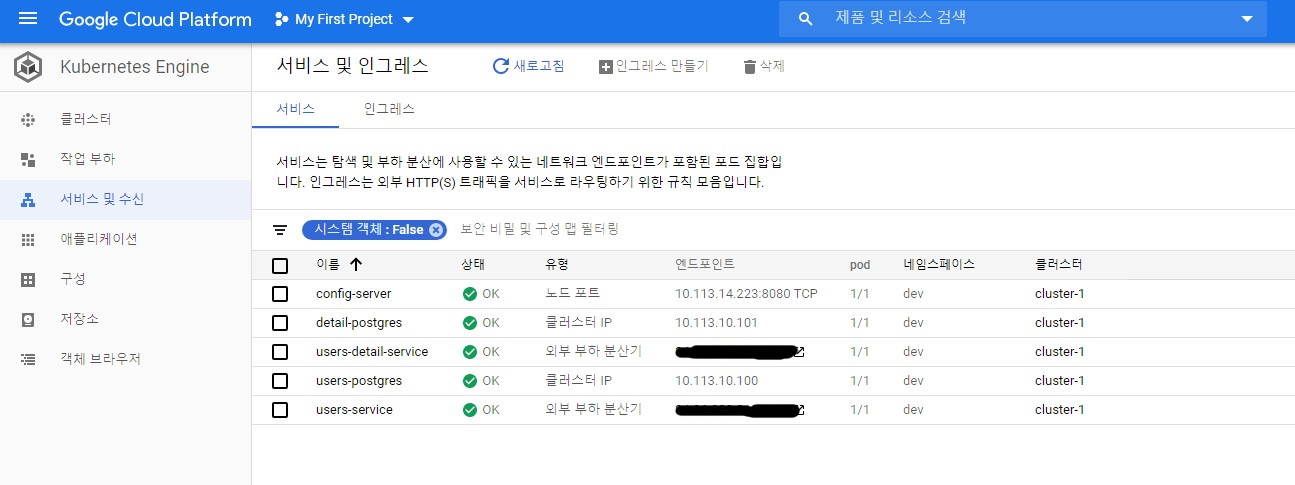 Google Cloud Platform My First Project 제품 및 리소스 검색
Kubernetes Engine 서비스 및 인그레스 새로고침 인그레스 만들기 삭제
클러스터
작업 부하
서비스 및 수신
애플리케이션
구성
저장소
객체 브라우저
서비스 인그레스
서비스는 탐색 및 부하 분산에 사용할 수 있는 네트워크 엔드포인트가 포함된 포드 집합입
니다. 인그레스는 외부 HTTP(S) 트래픽을 서비스로 라우팅하기 위한 규칙 모음입니다.
시스템 객체 : False 보안 비밀 및 구성 맵 필터링
이름 상태 유형 엔드포인트 pod 네임스페이스 클러스터
config-server OK 노드 포트 10.113.14.223:8080 TCP 1/1 dev cluster-1
detail-postgres OK 클러스터 IP 10.113.10.101 1/1 dev cluster-1
users-detail-service OK 외부 부하 분산기 1/1 dev cluster-1
users-postgres OK 클러스터 IP 10.113.10.100 1/1 dev cluster-1
users-service OK 외부 부하 분산기 1/1 dev cluster-1